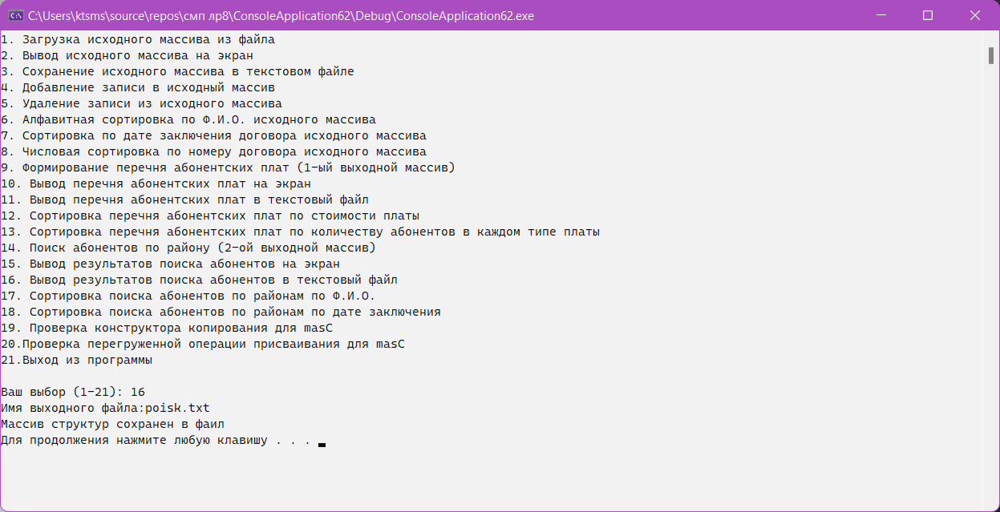 C:\Users\ktsms\source\repos\смп лр8\ConsoleApplication62\Debug\ConsoleApplication62.exe
1. Загрузка исходного массива из файла
2. Вывод исходного массива на экран
3. Сохранение исходного массива в текстовом файле
4. Добавление записи в исходный массив
5. Удаление записи из исходного массива
6. Алфавитная сортировка по Ф.И.О. исходного массива
7. Сортировка по дате заключения договора исходного массива
8. Числовая сортировка по номеру договора исходного массива
9. Формирование перечня абонентских плат (1-ый выходной массив)
10. Вывод перечня абонентских плат на экран
11. Вывод перечня абонентских плат в текстовый файл
12. Сортировка перечня абонентских плат по стоимости платы
13. Сортировка перечня абонентских плат по количеству абонентов в каждом типе платы
14. Поиск абонентов по району (2-ой выходной массив)
15. Вывод результатов поиска абонентов на экран
16. Вывод результатов поиска абонентов в текстовый файл
17. Сортировка поиска абонентов по районам по Ф.И.О.
18. Сортировка поиска абонентов по районам по дате заключения
19. Проверка конструктора копирования для masC
20.Проверка перегруженной операции присваивания для masC
21.Выход из программы
Ваш выбор (1-21): 16
Имя выходного файла:poisk.txt
Массив структур сохранен в фаил
Для продолжения нажмите любую клавишу . . .